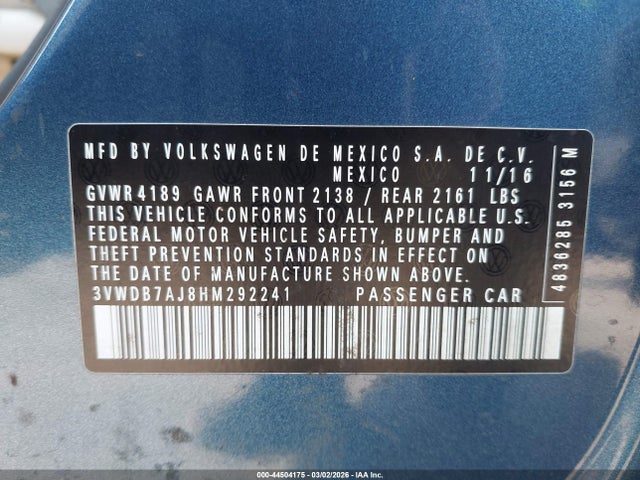 MFD BY VOLKSWAGEN DE MEXICO S.A. DE C.V.
MEXICO 11/16
GVWR 4189 GAWR FRONT 2138 / REAR 2161 LBS
THIS VEHICLE CONFORMS TO ALL APPLICABLE U.S.
FEDERAL MOTOR VEHICLE SAFETY, BUMPER AND
THEFT PREVENTION STANDARDS IN EFFECT ON
THE DATE OF MANUFACTURE SHOWN ABOVE.
3VWDB7AJ8HM292241 PASSENGER CAR
4836285 3156 M
000-44504175 - 03/02/2026 - IAA Inc.